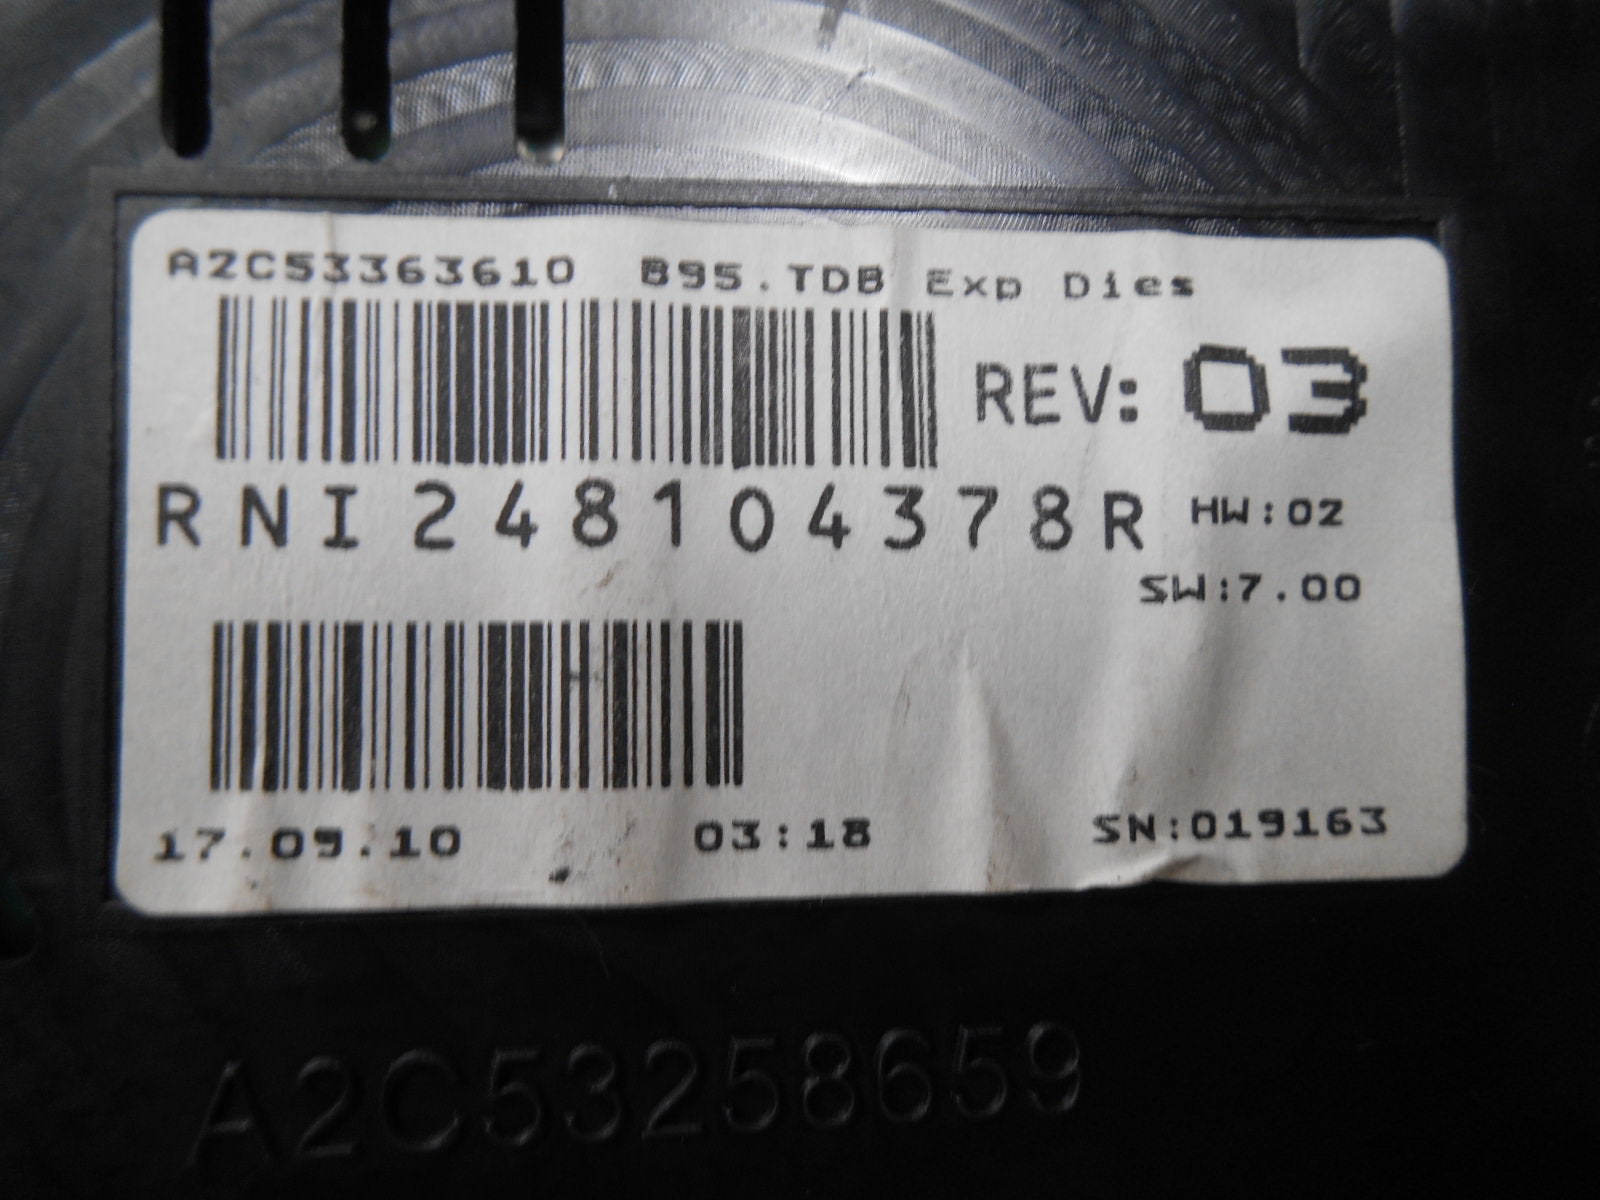 A2C53363610 B95.TDB Exp Dies
REV: 03
RNI248104378R HW:02
SW:7.00
17.09.10 03:18 SN:019163
A2C53258659